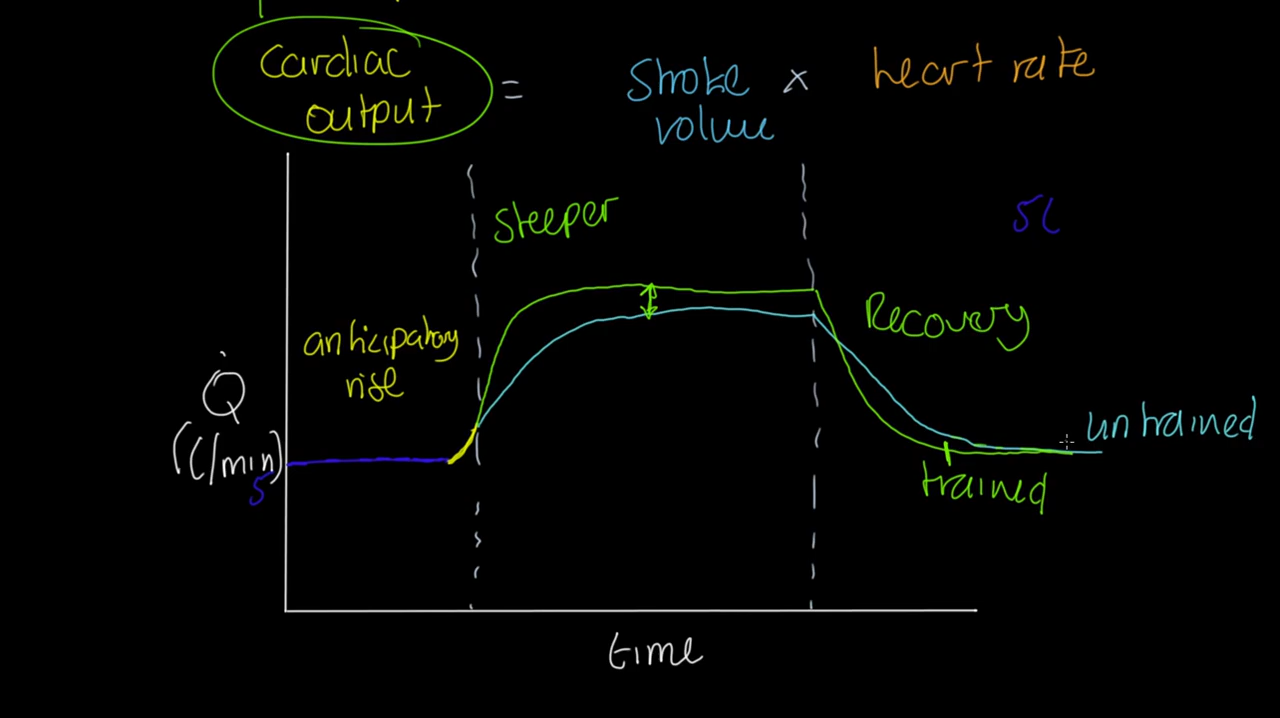 Cardiac output = Stroke volume x heart rate
Steeper
5L
anticipatory
rise
Recovery
Q̇
(L/min)
5
untrained
trained
time